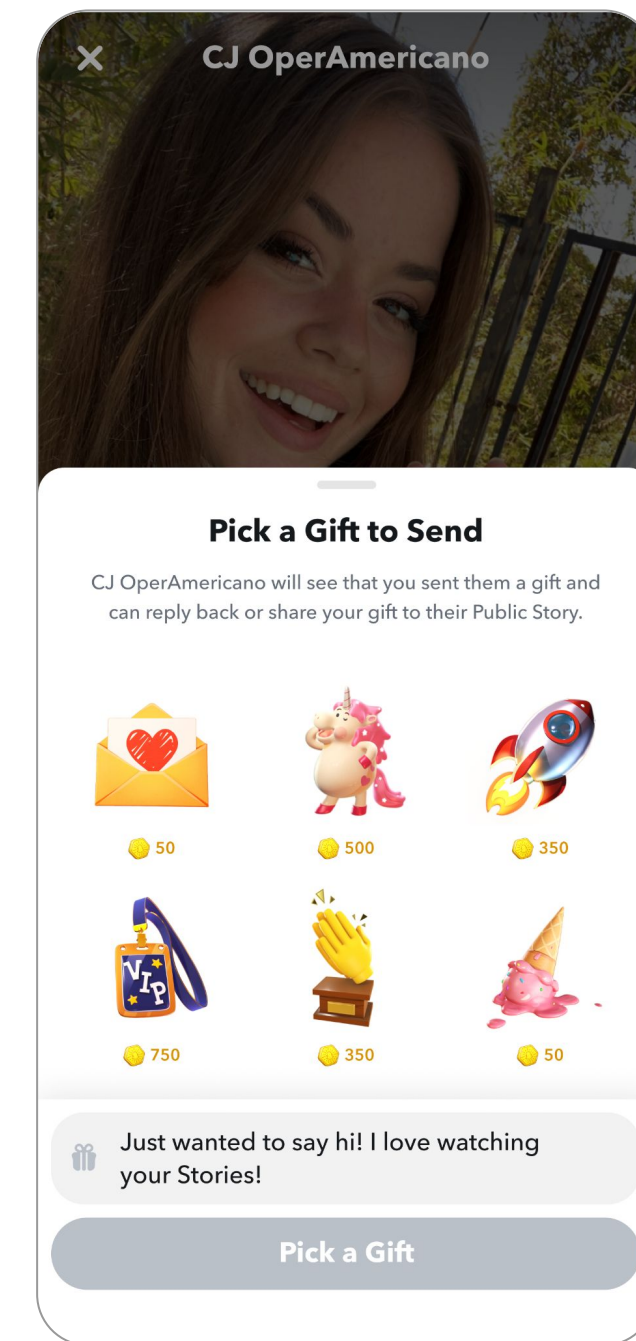 CJ OperAmericano
Pick a Gift to Send
CJ OperAmericano will see that you sent them a gift and
can reply back or share your gift to their Public Story.
50
500
350
VIP
750
350
50
Just wanted to say hi! I love watching
your Stories!
Pick a Gift